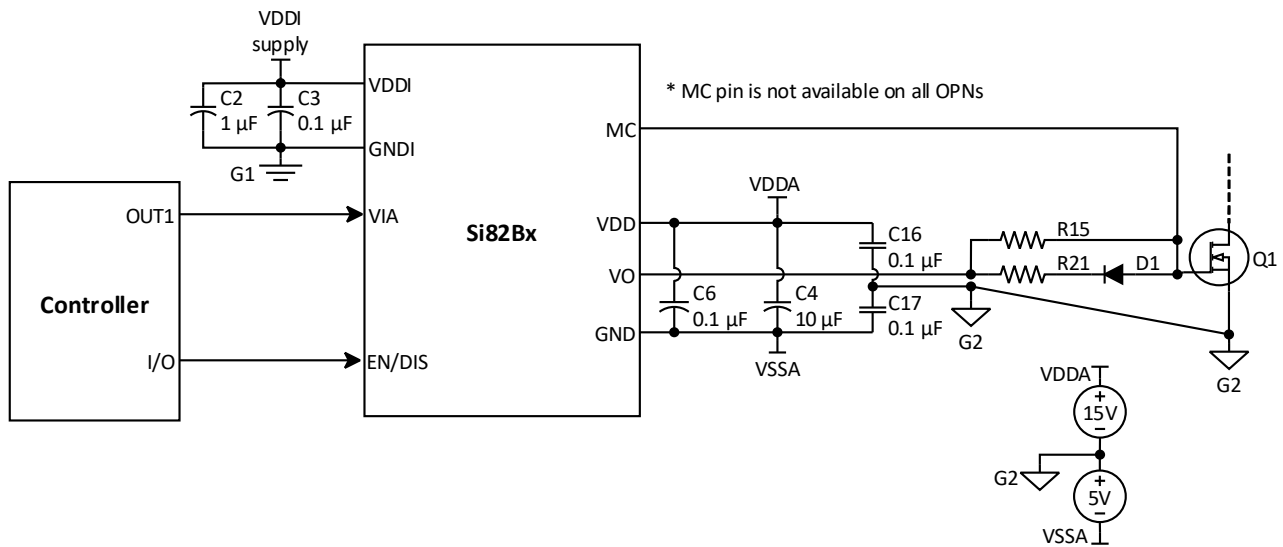 VDDI
supply
VDDI
C2
1 µF
C3
0.1 µF
* MC pin is not available on all OPNs
MC
GNDI
G1
OUT1
VIA
Si82Bx
VDD
VDDA
C16
0.1 µF
R15
Controller
VO
R21
D1
Q1
C6
0.1 µF
C4
10 µF
C17
0.1 µF
GND
G2
I/O
EN/DIS
VSSA
G2
VDDA
+
15V
−
G2
+
5V
−
VSSA